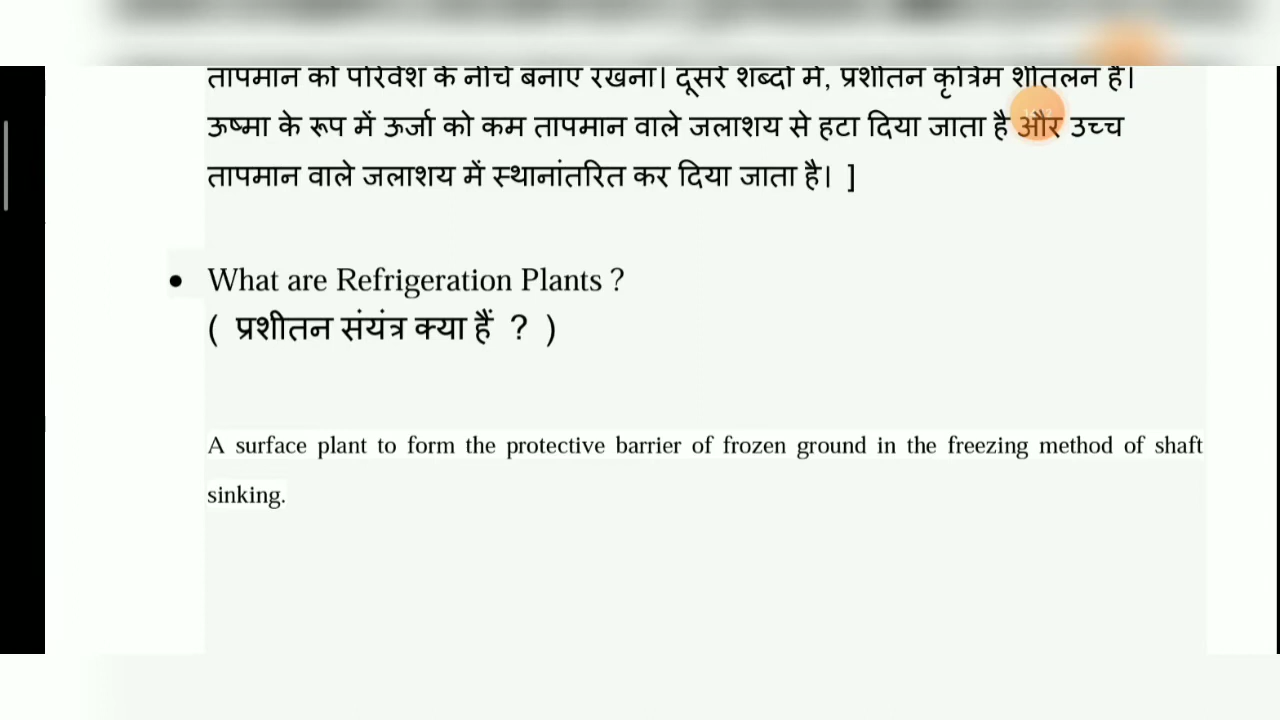 तापमान को परिवेश के नीचे बनाए रखना। दूसरे शब्दों में, प्रशीतन कृत्रिम शीतलन है।
ऊष्मा के रूप में ऊर्जा को कम तापमान वाले जलाशय से हटा दिया जाता है और उच्च
तापमान वाले जलाशय में स्थानांतरित कर दिया जाता है। ]
• What are Refrigeration Plants ?
( प्रशीतन संयंत्र क्या हैं ? )
A surface plant to form the protective barrier of frozen ground in the freezing method of shaft
sinking.